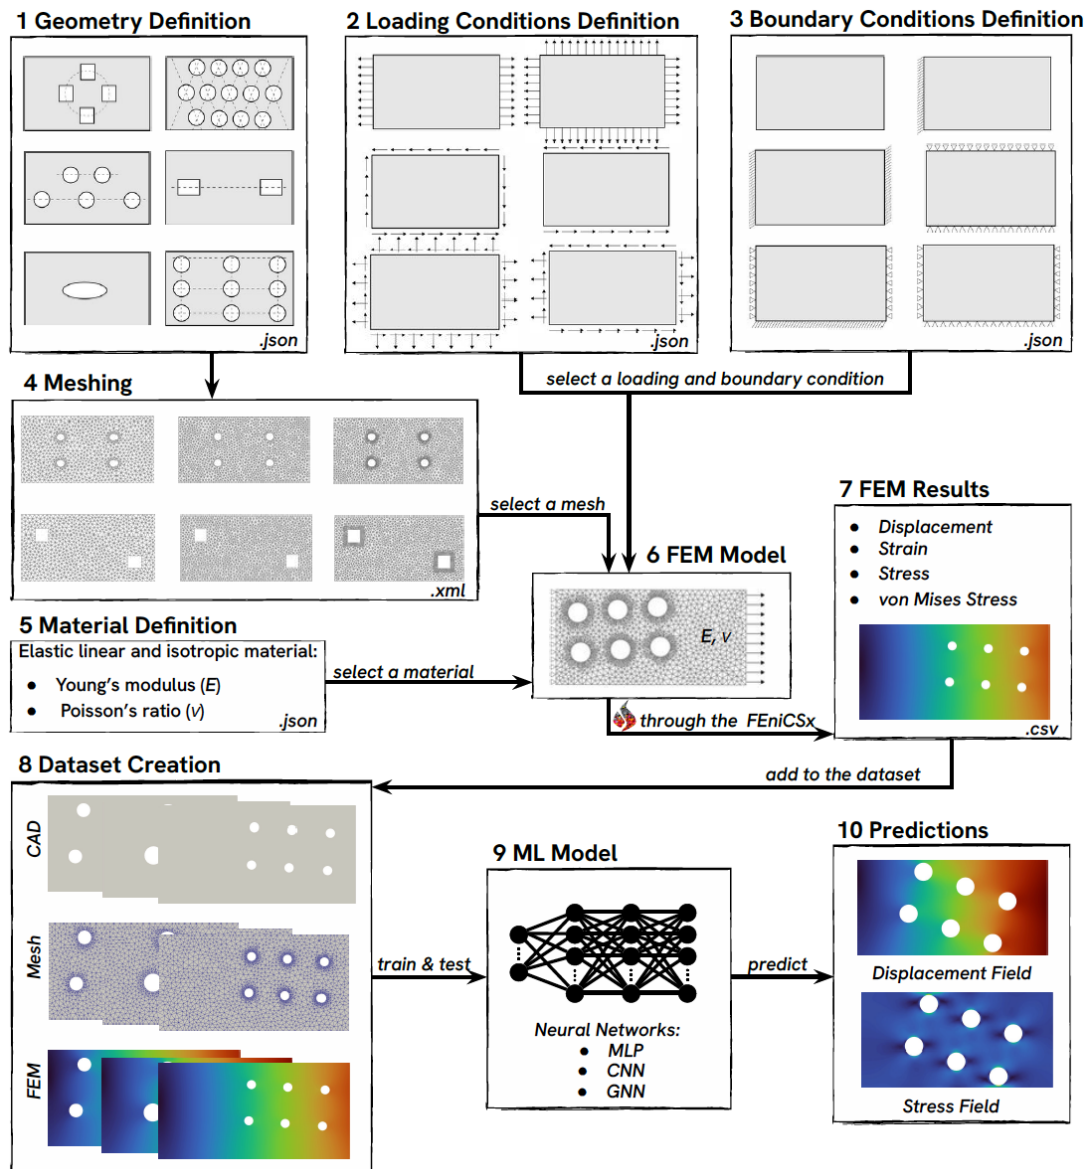 1 Geometry Definition
.json
2 Loading Conditions Definition
.json
3 Boundary Conditions Definition
.json
select a loading and boundary condition
4 Meshing
.xml
select a mesh
5 Material Definition
Elastic linear and isotropic material:
● Young's modulus (E)
● Poisson's ratio (ν)
.json
select a material
6 FEM Model
E, ν
through the FEniCSx
7 FEM Results
● Displacement
● Strain
● Stress
● von Mises Stress
.csv
add to the dataset
8 Dataset Creation
CAD
Mesh
FEM
train & test
9 ML Model
Neural Networks:
● MLP
● CNN
● GNN
predict
10 Predictions
Displacement Field
Stress Field